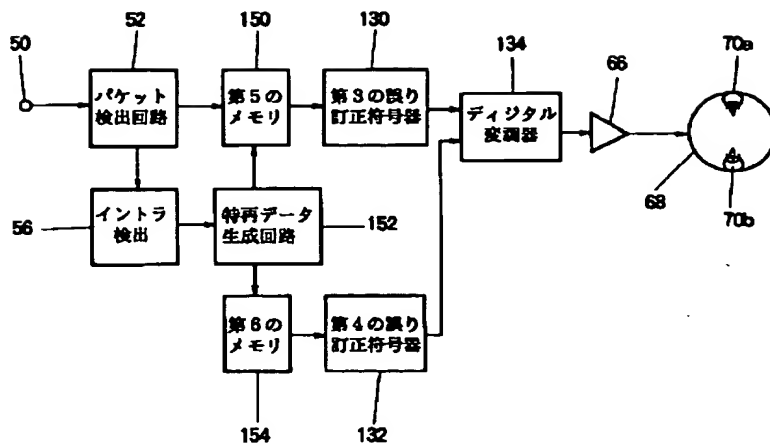 50
52
150
130
134
66
70a
パケット
検出回路
第5の
メモリ
第3の誤り
訂正符号器
ディジタル
変調器
イントラ
検出
特再データ
生成回路
56
152
68
70b
第6の
メモリ
第4の誤り
訂正符号器
154
132